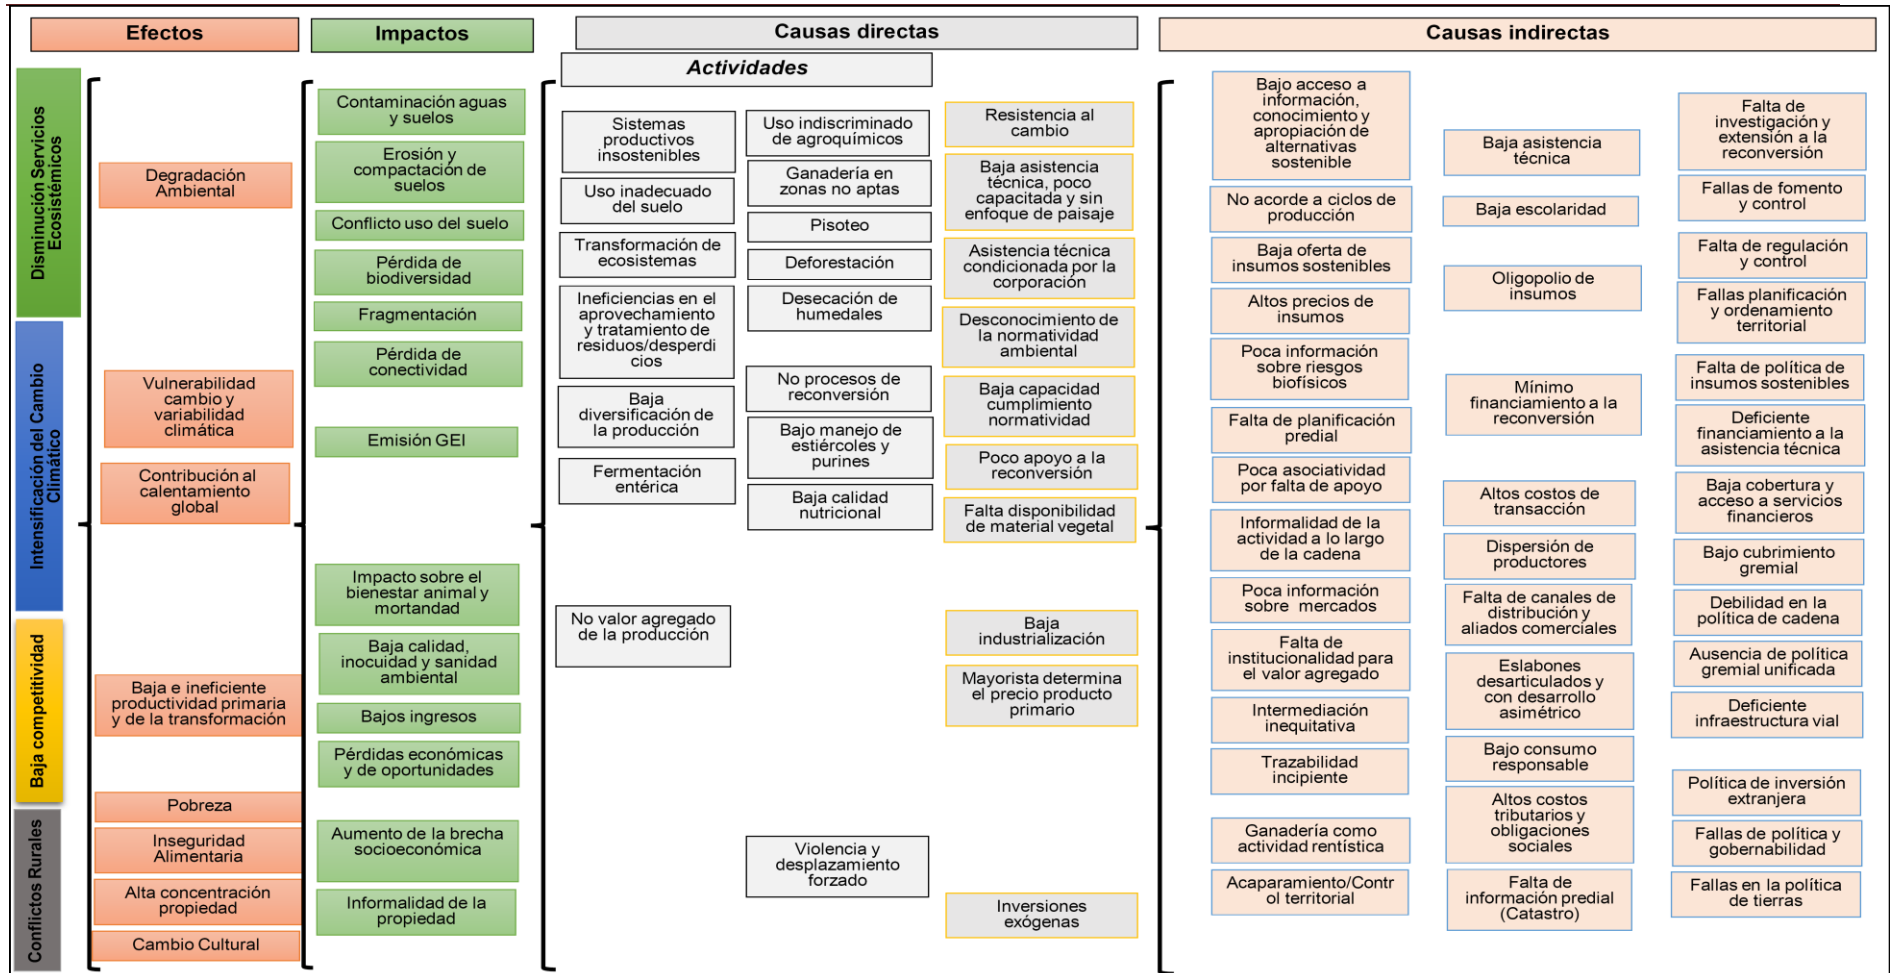 Efectos
Impactos
Causas directas
Causas indirectas
Actividades
Disminución Servicios
Ecosistémicos
Intensificación del Cambio
Climático
Baja competitividad
Conflictos Rurales
Degradación
Ambiental
Vulnerabilidad
cambio y
variabilidad
climática
Contribución al
calentamiento
global
Baja e ineficiente
productividad primaria
y de la transformación
Pobreza
Inseguridad
Alimentaria
Alta concentración
propiedad
Cambio Cultural
Contaminación aguas
y suelos
Erosión y
compactación de
suelos
Conflicto uso del suelo
Pérdida de
biodiversidad
Fragmentación
Pérdida de
conectividad
Emisión GEI
Impacto sobre el
bienestar animal y
mortandad
Baja calidad,
inocuidad y sanidad
ambiental
Bajos ingresos
Pérdidas económicas
y de oportunidades
Aumento de la brecha
socioeconómica
Informalidad de la
propiedad
Sistemas
productivos
insostenibles
Uso inadecuado
del suelo
Transformación de
ecosistemas
Ineficiencias en el
aprovechamiento
y tratamiento de
residuos/desperdi
cios
Baja
diversificación de
la producción
Fermentación
entérica
No valor agregado
de la producción
Uso indiscriminado
de agroquímicos
Ganadería en
zonas no aptas
Pisoteo
Deforestación
Desecación de
humedales
No procesos de
reconversión
Bajo manejo de
estiércoles y
purines
Baja calidad
nutricional
Violencia y
desplazamiento
forzado
Resistencia al
cambio
Baja asistencia
técnica, poco
capacitada y sin
enfoque de paisaje
Asistencia técnica
condicionada por la
corporación
Desconocimiento de
la normatividad
ambiental
Baja capacidad
cumplimiento
normatividad
Poco apoyo a la
reconversión
Falta disponibilidad
de material vegetal
Baja
industrialización
Mayorista determina
el precio producto
primario
Inversiones
exógenas
Bajo acceso a
información,
conocimiento y
apropiación de
alternativas
sostenible
No acorde a ciclos de
producción
Baja oferta de
insumos sostenibles
Altos precios de
insumos
Poca información
sobre riesgos
biofísicos
Falta de planificación
predial
Poca asociatividad
por falta de apoyo
Informalidad de la
actividad a lo largo
de la cadena
Poca información
sobre mercados
Falta de
institucionalidad para
el valor agregado
Intermediación
inequitativa
Trazabilidad
incipiente
Ganadería como
actividad rentística
Acaparamiento/Contr
ol territorial
Baja asistencia
técnica
Baja escolaridad
Oligopolio de
insumos
Mínimo
financiamiento a la
reconversión
Altos costos de
transacción
Dispersión de
productores
Falta de canales de
distribución y
aliados comerciales
Eslabones
desarticulados y
con desarrollo
asimétrico
Bajo consumo
responsable
Altos costos
tributarios y
obligaciones
sociales
Falta de
información predial
(Catastro)
Falta de
investigación y
extensión a la
reconversión
Fallas de fomento
y control
Falta de regulación
y control
Fallas planificación
y ordenamiento
territorial
Falta de política de
insumos sostenibles
Deficiente
financiamiento a la
asistencia técnica
Baja cobertura y
acceso a servicios
financieros
Bajo cubrimiento
gremial
Debilidad en la
política de cadena
Ausencia de política
gremial unificada
Deficiente
infraestructura vial
Política de inversión
extranjera
Fallas de política y
gobernabilidad
Fallas en la política
de tierras